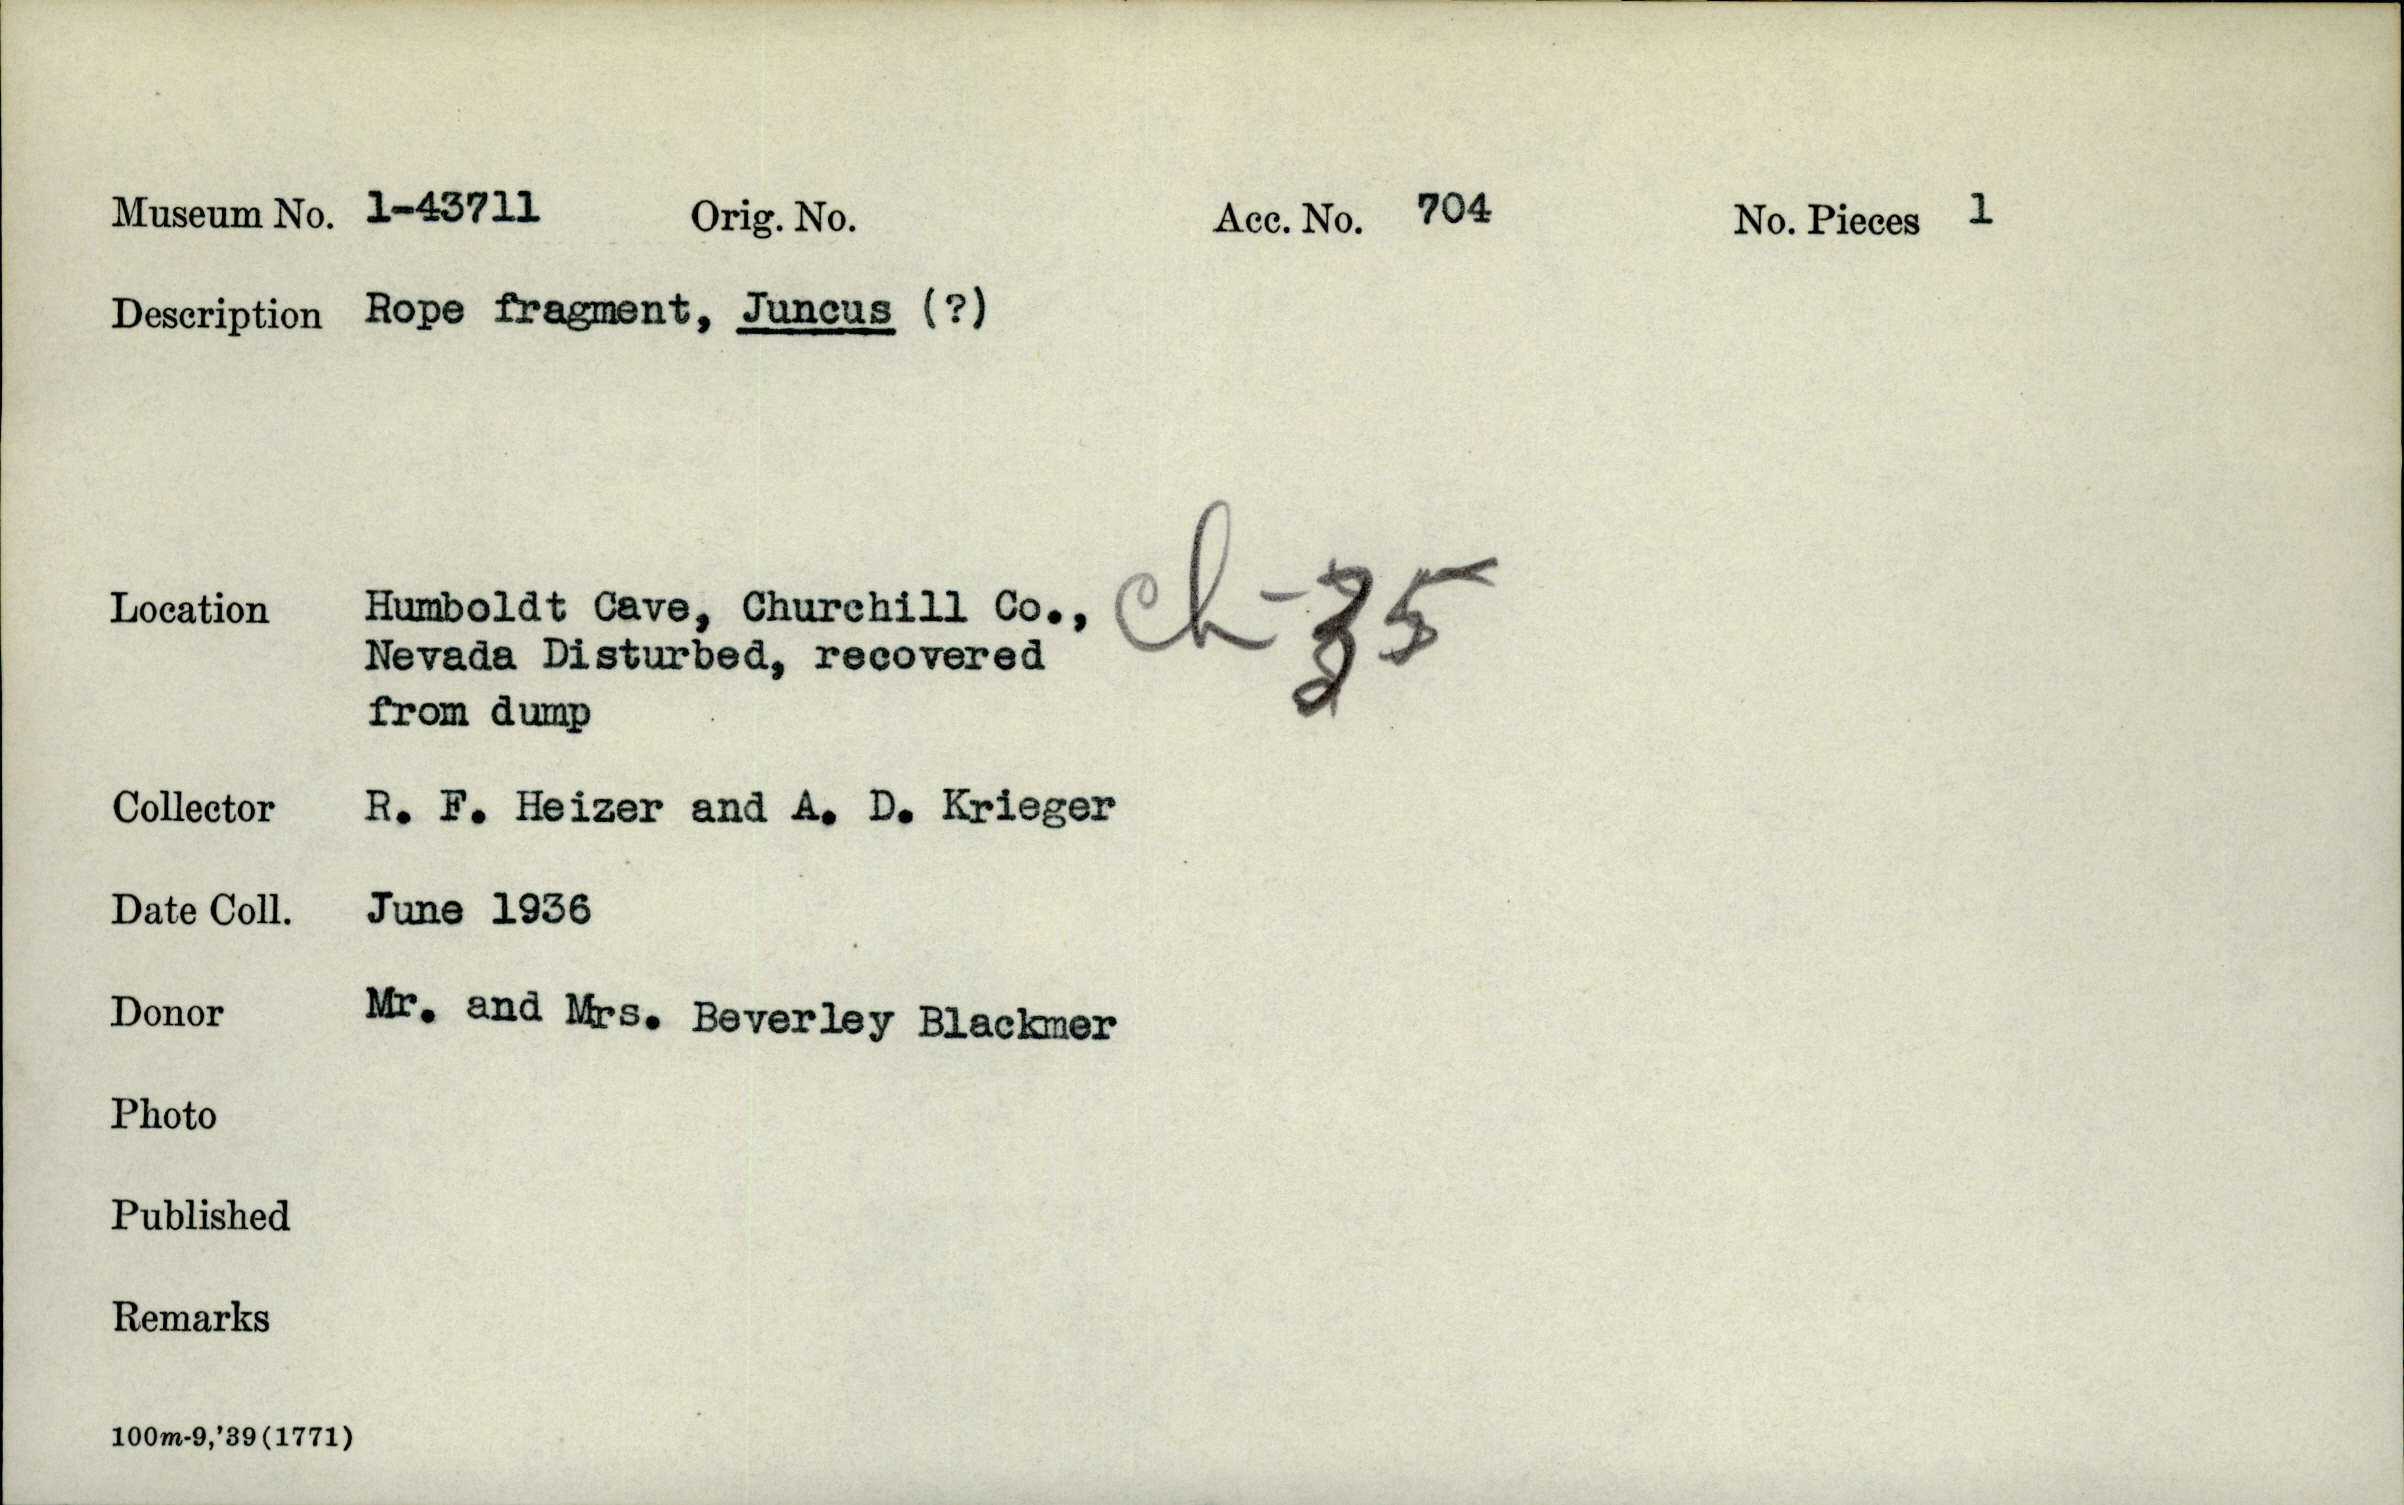 Museum No. 1-43711 Orig. No. Acc. No. 704 No. Pieces 1
Description Rope fragment, Juncus (?)
Location Humboldt Cave, Churchill Co., Ch-35
Nevada Disturbed, recovered
from dump
Collector R. F. Heizer and A. D. Krieger
Date Coll. June 1936
Donor Mr. and Mrs. Beverley Blackmer
Photo
Published
Remarks
100m-9,'39(1771)